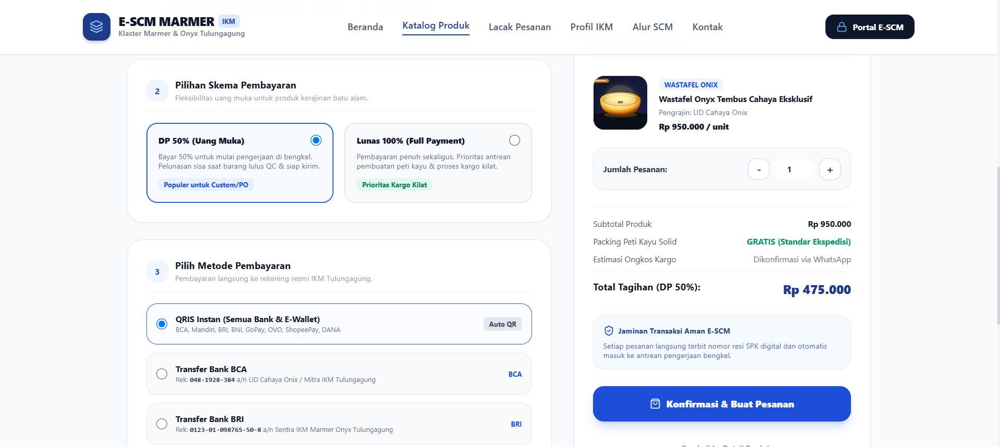 E-SCM MARMER IKM
Klaster Marmer & Onyx Tulungagung
Beranda
Katalog Produk
Lacak Pesanan
Profil IKM
Alur SCM
Kontak
Portal E-SCM
2
Pilihan Skema Pembayaran
Fleksibilitas uang muka untuk produk kerajinan batu alam.
DP 50% (Uang Muka)
Bayar 50% untuk mulai pengerjaan di bengkel.
Pelunasan sisa saat barang lulus QC & siap kirim.
Populer untuk Custom/PO
Lunas 100% (Full Payment)
Pembayaran penuh sekaligus. Prioritas antrean
pembuatan peti kayu & proses kargo kilat.
Prioritas Kargo Kilat
3
Pilih Metode Pembayaran
Pembayaran langsung ke rekening resmi IKM Tulungagung.
QRIS Instan (Semua Bank & E-Wallet)
BCA, Mandiri, BRI, BNI, GoPay, OVO, ShopeePay, DANA
Auto QR
Transfer Bank BCA
Rek: 048-1928-384 a/n UD Cahaya Onix / Mitra IKM Tulungagung
BCA
Transfer Bank BRI
Rek: 0123-01-098765-50-8 a/n Sentra IKM Marmer Onyx Tulungagung
BRI
WASTAFEL ONIX
Wastafel Onyx Tembus Cahaya Eksklusif
Pengrajin: UD Cahaya Onix
Rp 950.000 / unit
Jumlah Pesanan:
- 1 +
Subtotal Produk Rp 950.000
Packing Peti Kayu Solid GRATIS (Standar Ekspedisi)
Estimasi Ongkos Kargo Dikonfirmasi via WhatsApp
Total Tagihan (DP 50%): Rp 475.000
Jaminan Transaksi Aman E-SCM
Setiap pesanan langsung terbit nomor resi SPK digital dan otomatis
masuk ke antrean pengerjaan bengkel.
Konfirmasi & Buat Pesanan